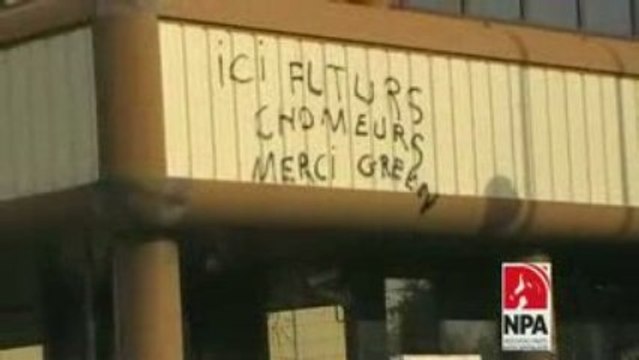 iCi FUTURS
CHOMEURS
MERCi GREEN
NPA